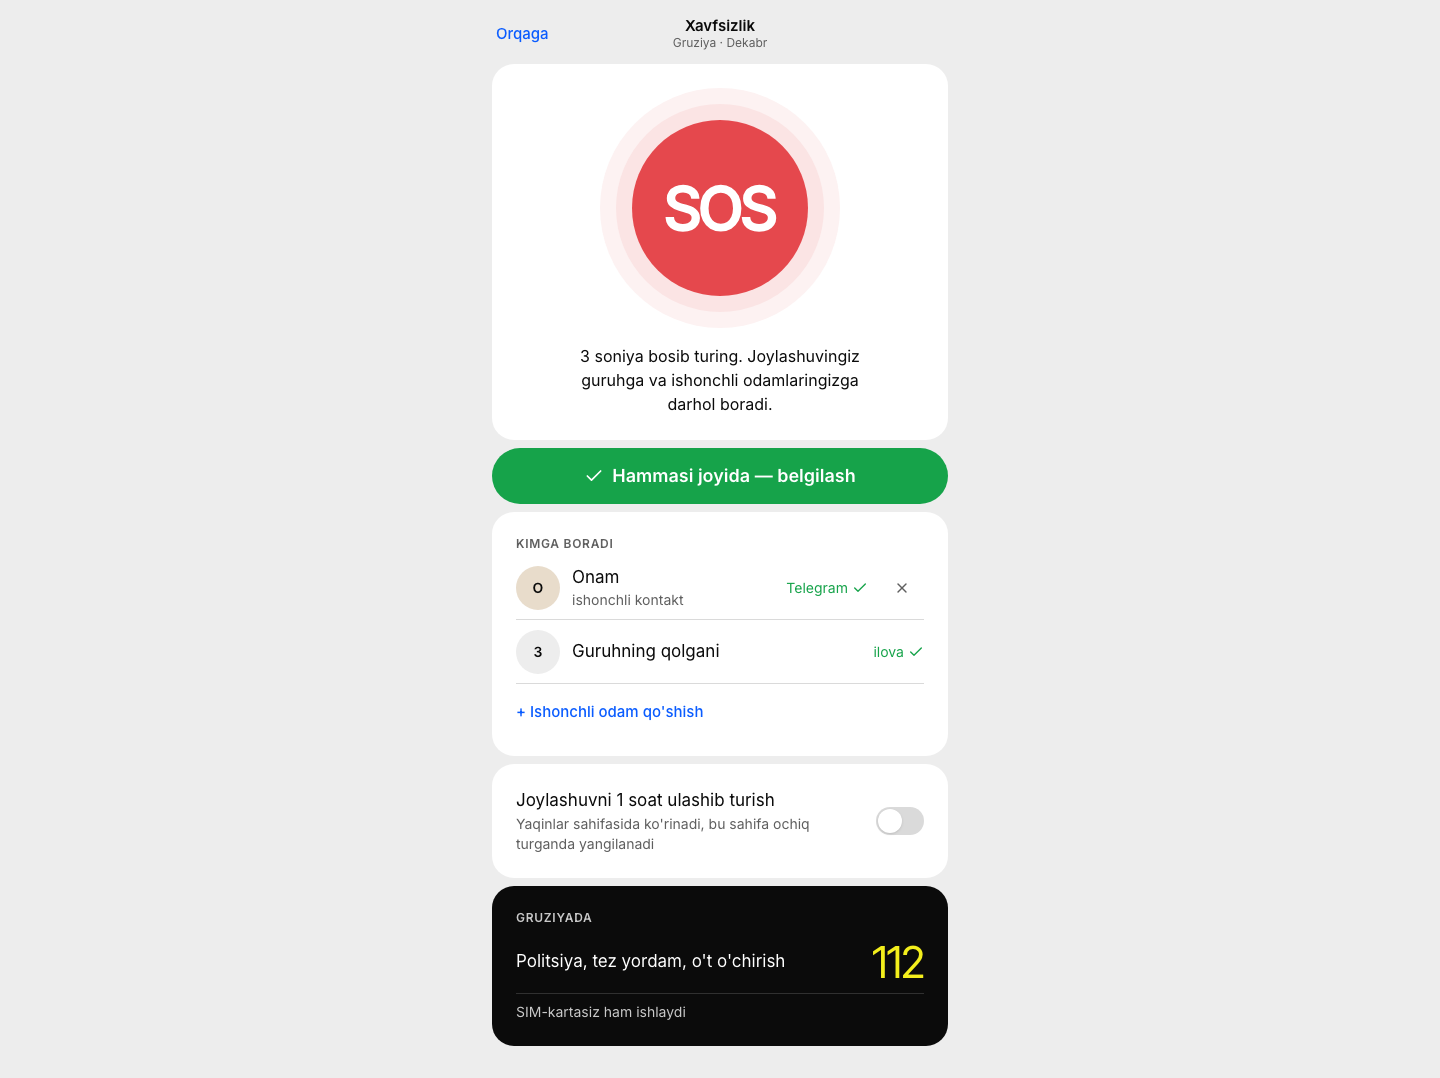 Orqaga
Xavfsizlik
Gruziya · Dekabr
SOS
3 soniya bosib turing. Joylashuvingiz
guruhga va ishonchli odamlaringizga
darhol boradi.
Hammasi joyida — belgilash
KIMGA BORADI
O
Onam
ishonchli kontakt
Telegram
3
Guruhning qolgani
ilova
+ Ishonchli odam qo'shish
Joylashuvni 1 soat ulashib turish
Yaqinlar sahifasida ko'rinadi, bu sahifa ochiq
turganda yangilanadi
GRUZIYADA
Politsiya, tez yordam, o't o'chirish
112
SIM-kartasiz ham ishlaydi